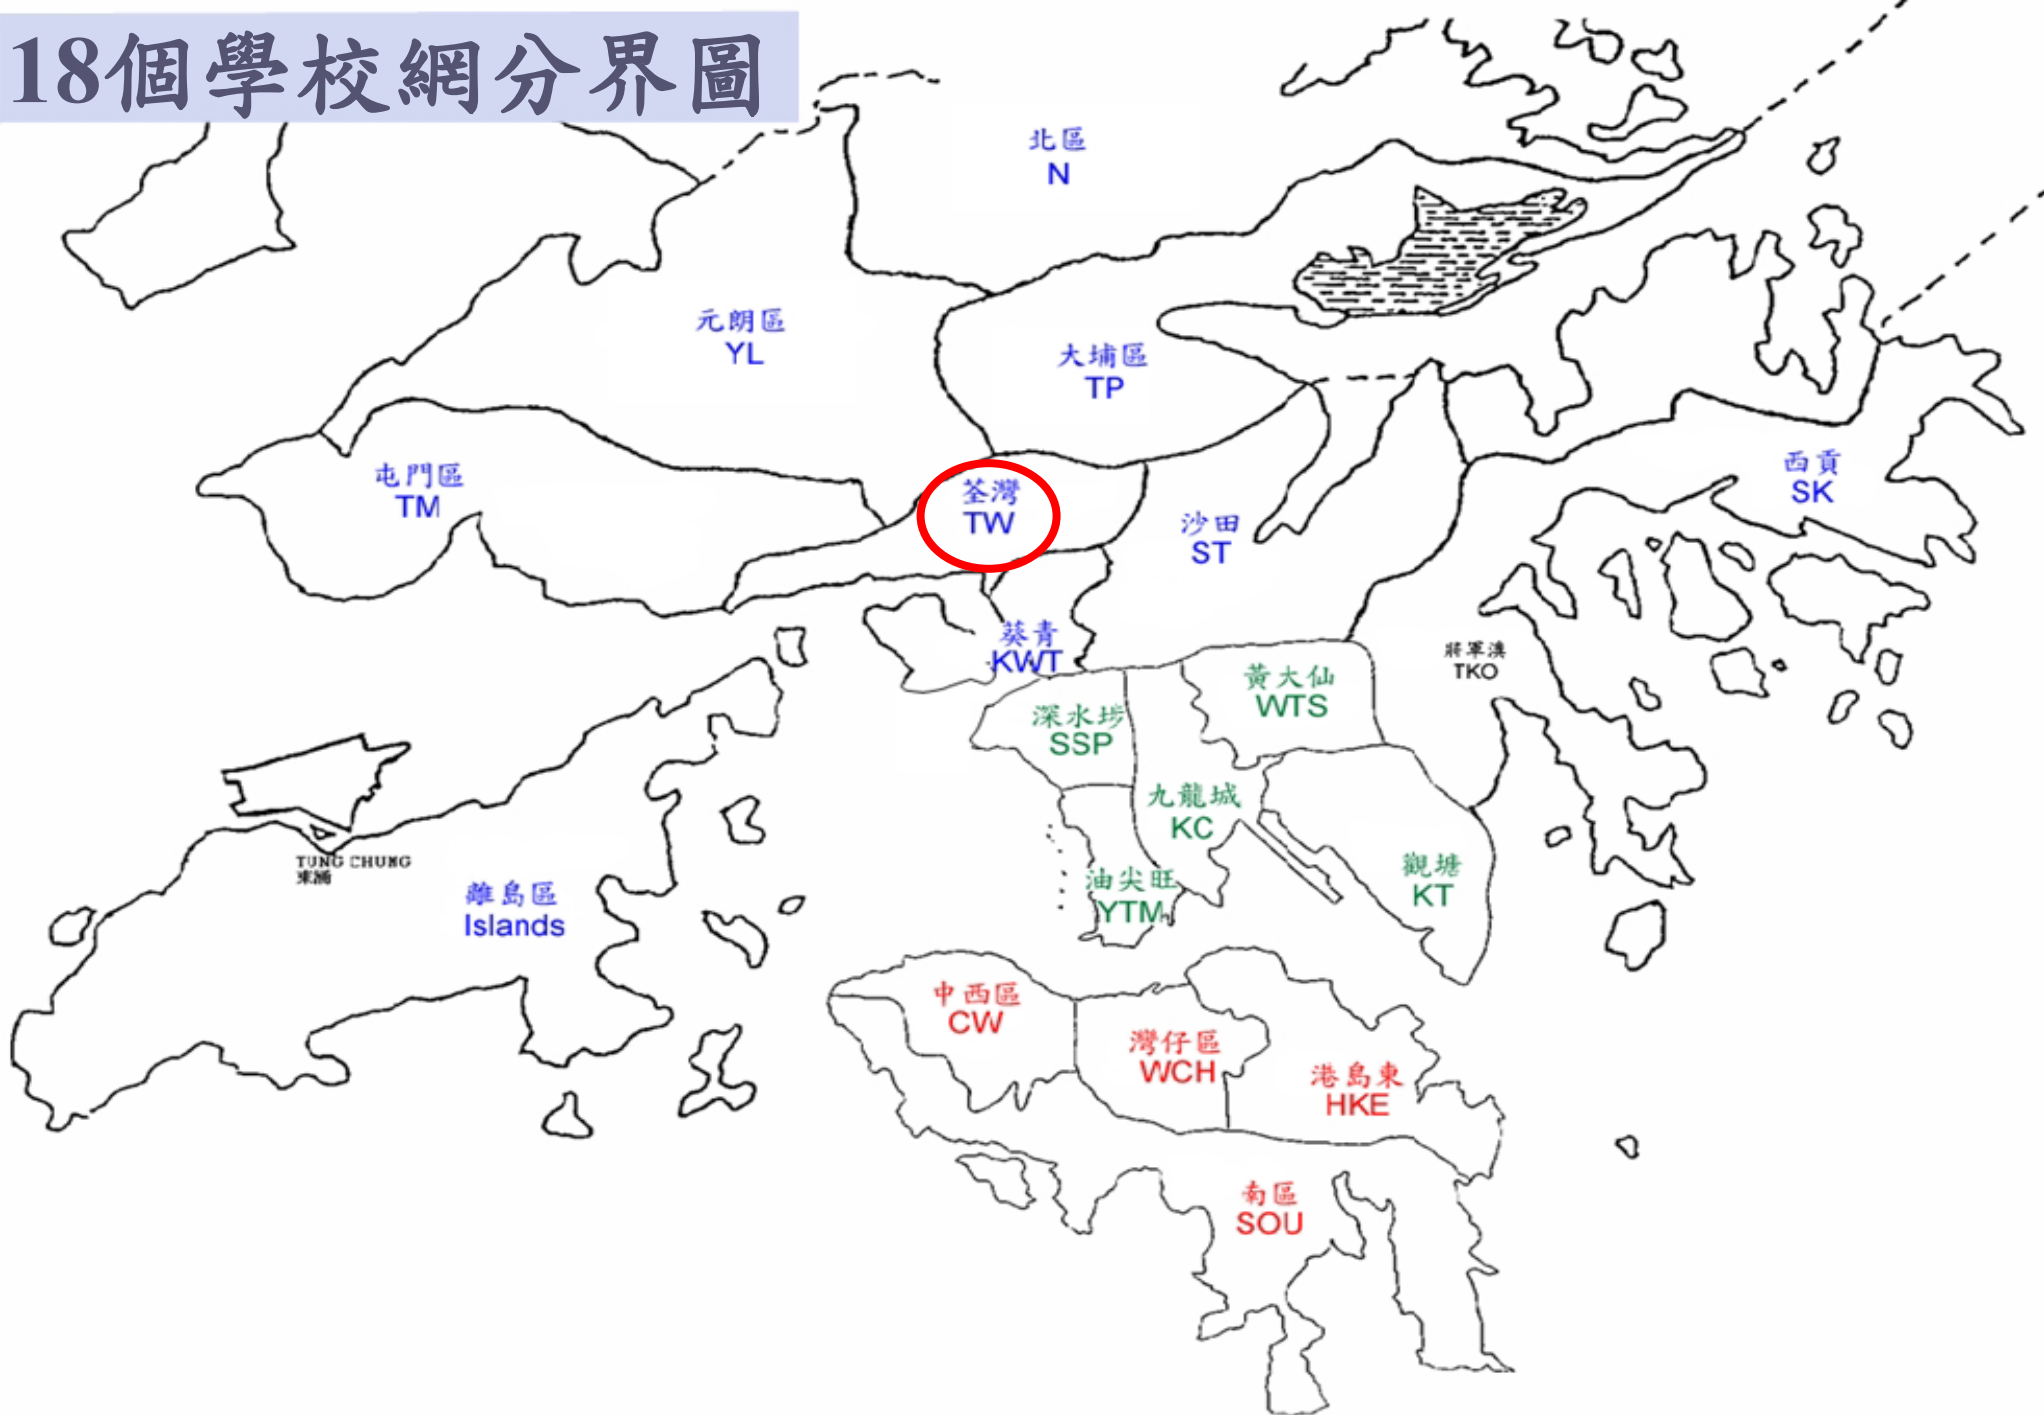 18個學校網分界圖
北區
N
元朗區
YL
大埔區
TP
屯門區
TM
荃灣
TW
沙田
ST
西貢
SK
葵青
KWT
將軍澳
TKO
黃大仙
WTS
深水埗
SSP
九龍城
KC
觀塘
KT
油尖旺
YTM
TUNG CHUNG
東涌
離島區
Islands
中西區
CW
灣仔區
WCH
港島東
HKE
南區
SOU